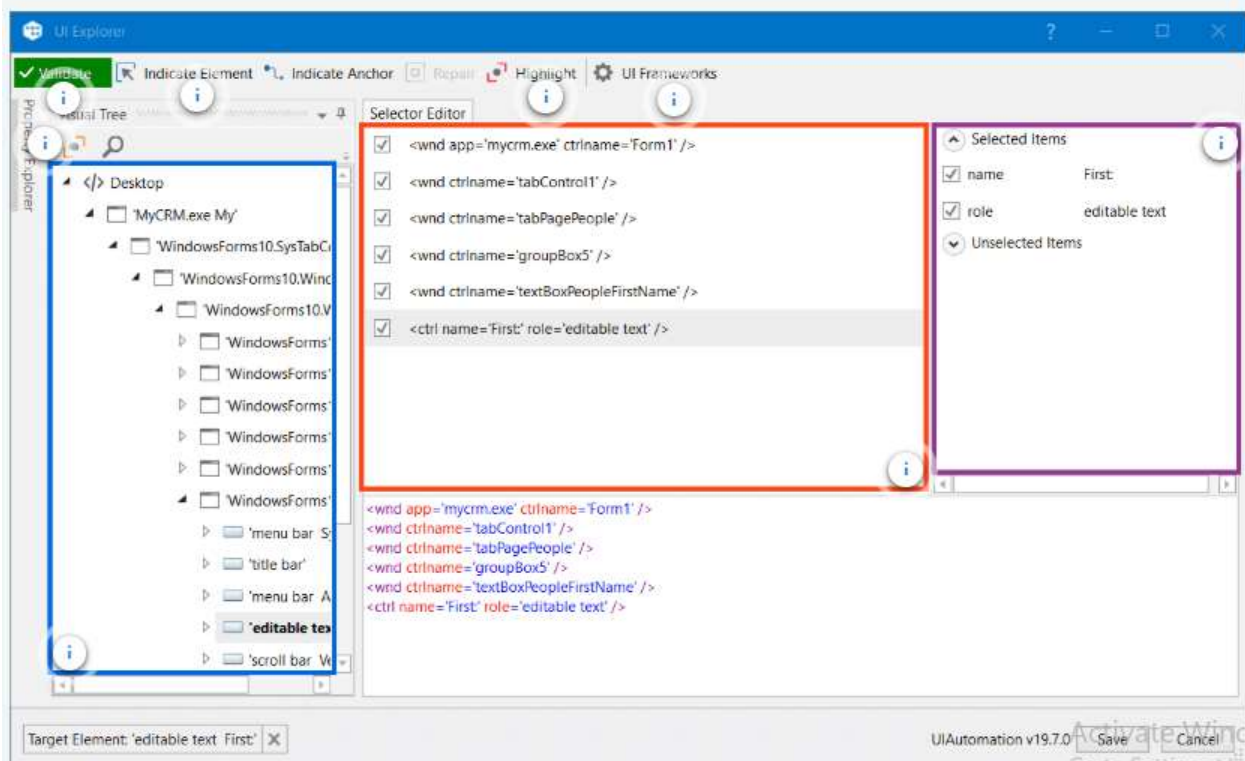 UI Explorer
Validate Indicate Element Indicate Anchor Repair Highlight UI Frameworks
Property Explorer
Visual Tree
Desktop
'MyCRM.exe My'
'WindowsForms10.SysTabC
'WindowsForms10.Winc
'WindowsForms10.V
'WindowsForms'
'WindowsForms'
'WindowsForms'
'WindowsForms'
'WindowsForms'
'WindowsForms'
'menu bar Sy
'title bar'
'menu bar A
'editable tex
'scroll bar Ve
Selector Editor
<wnd app='mycrm.exe' ctrlname='Form1' />
<wnd ctrlname='tabControl1' />
<wnd ctrlname='tabPagePeople' />
<wnd ctrlname='groupBox5' />
<wnd ctrlname='textBoxPeopleFirstName' />
<ctrl name='First:' role='editable text' />
Selected Items
name First:
role editable text
Unselected Items
<wnd app='mycrm.exe' ctrlname='Form1' />
<wnd ctrlname='tabControl1' />
<wnd ctrlname='tabPagePeople' />
<wnd ctrlname='groupBox5' />
<wnd ctrlname='textBoxPeopleFirstName' />
<ctrl name='First:' role='editable text' />
Target Element: 'editable text First:'
UIAutomation v19.7.0 Save Cancel
Activate Wind